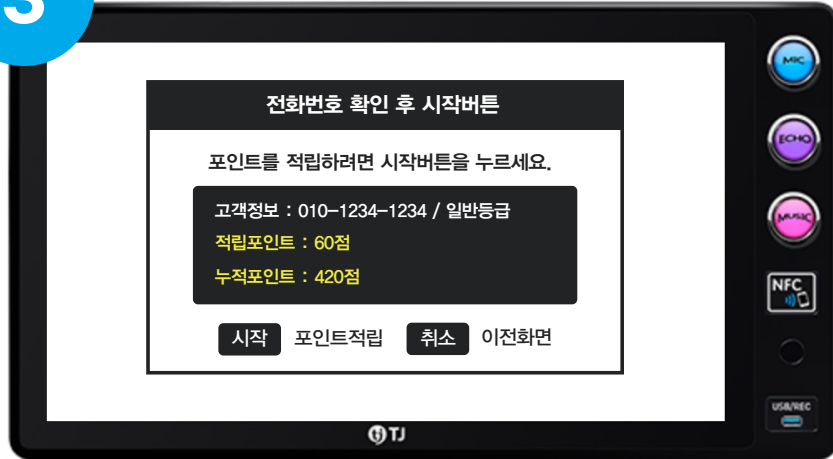 3
전화번호 확인 후 시작버튼
포인트를 적립하려면 시작버튼을 누르세요.
고객정보 : 010-1234-1234 / 일반등급
적립포인트 : 60점
누적포인트 : 420점
시작 포인트적립 취소 이전화면
MIC
ECHO
MUSIC
NFC
USB/REC
TJ